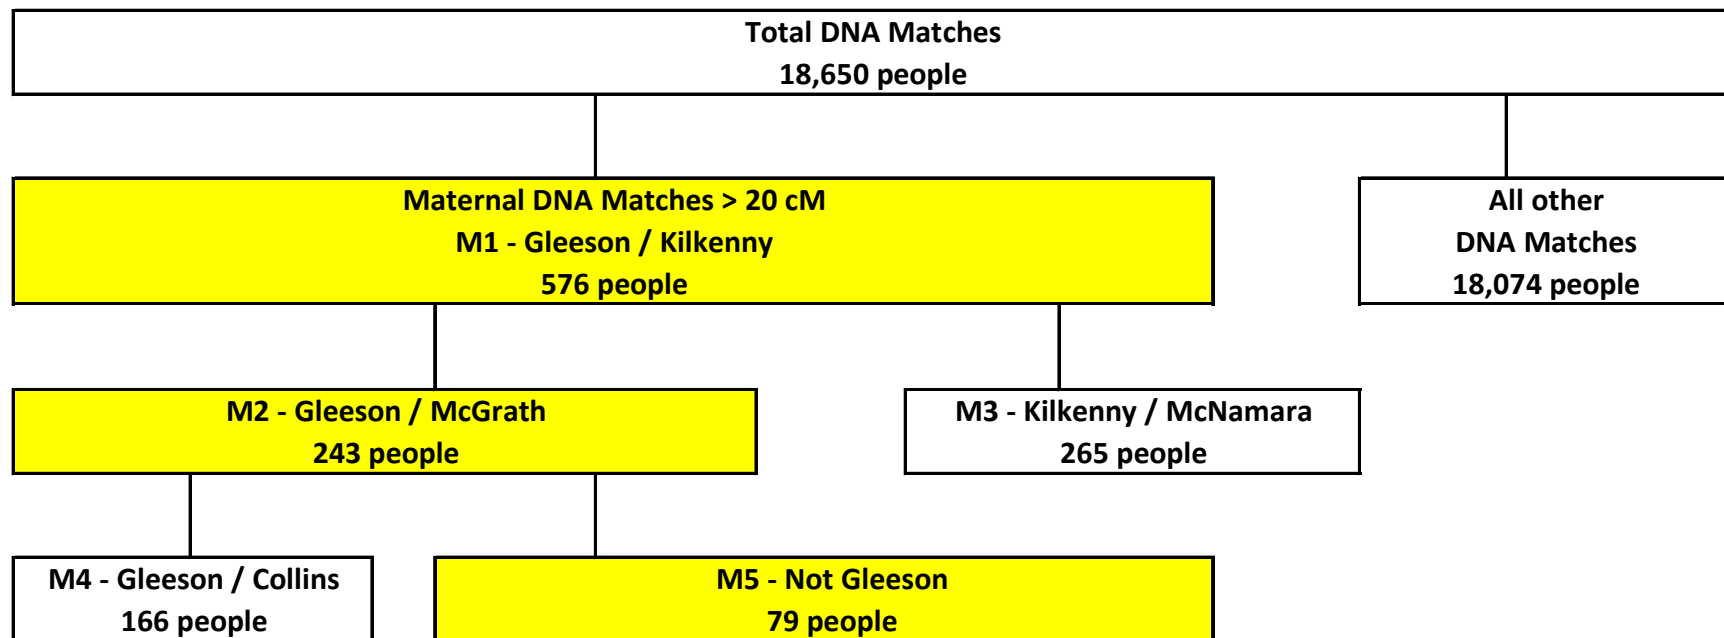 Total DNA Matches
18,650 people
Maternal DNA Matches > 20 cM
M1 - Gleeson / Kilkenny
576 people
All other
DNA Matches
18,074 people
M2 - Gleeson / McGrath
243 people
M3 - Kilkenny / McNamara
265 people
M4 - Gleeson / Collins
166 people
M5 - Not Gleeson
79 people